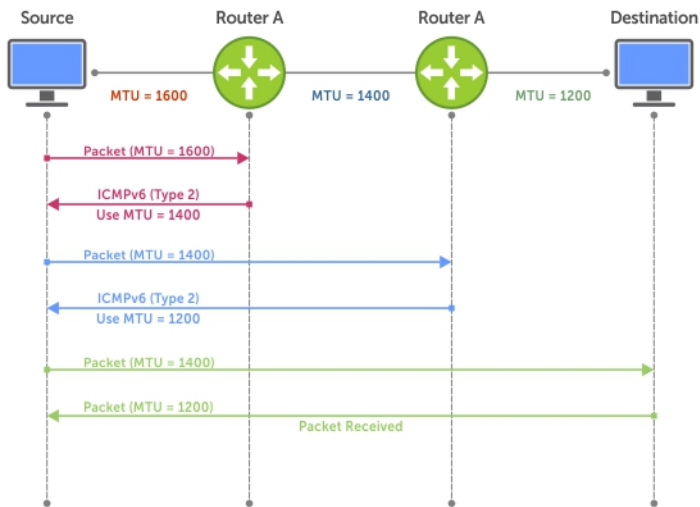 Source
Router A
Router A
Destination
MTU = 1600
MTU = 1400
MTU = 1200
Packet (MTU = 1600)
ICMPv6 (Type 2)
Use MTU = 1400
Packet (MTU = 1400)
ICMPv6 (Type 2)
Use MTU = 1200
Packet (MTU = 1400)
Packet (MTU = 1200)
Packet Received